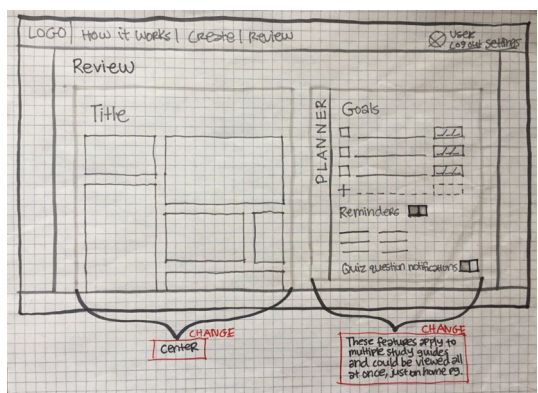 LOGO | How it works | Create | Review
User
Log out Settings
Review
Title
PLANNER
Goals
Reminders
Quiz question notifications
CHANGE
Center
CHANGE
These features apply to
multiple study guides
and could be viewed all
at once, just on home pg.